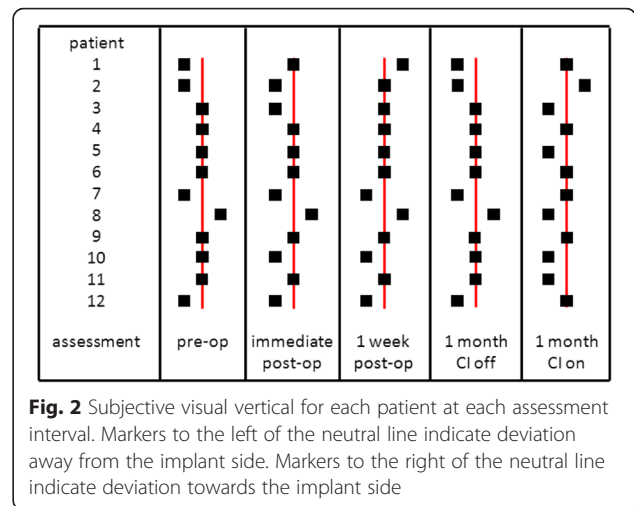 patient
1
2
3
4
5
6
7
8
9
10
11
12
assessment pre-op immediate post-op 1 week post-op 1 month CI off 1 month CI on
Fig. 2 Subjective visual vertical for each patient at each assessment
interval. Markers to the left of the neutral line indicate deviation
away from the implant side. Markers to the right of the neutral line
indicate deviation towards the implant side